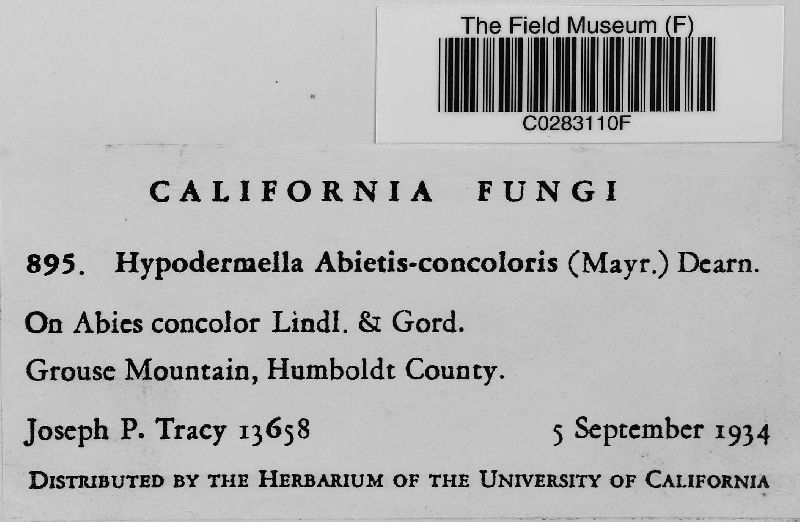 The Field Museum (F)
C0283110F
CALIFORNIA FUNGI
895. Hypodermella Abietis-concoloris (Mayr.) Dearn.
On Abies concolor Lindl. & Gord.
Grouse Mountain, Humboldt County.
Joseph P. Tracy 13658 5 September 1934
DISTRIBUTED BY THE HERBARIUM OF THE UNIVERSITY OF CALIFORNIA